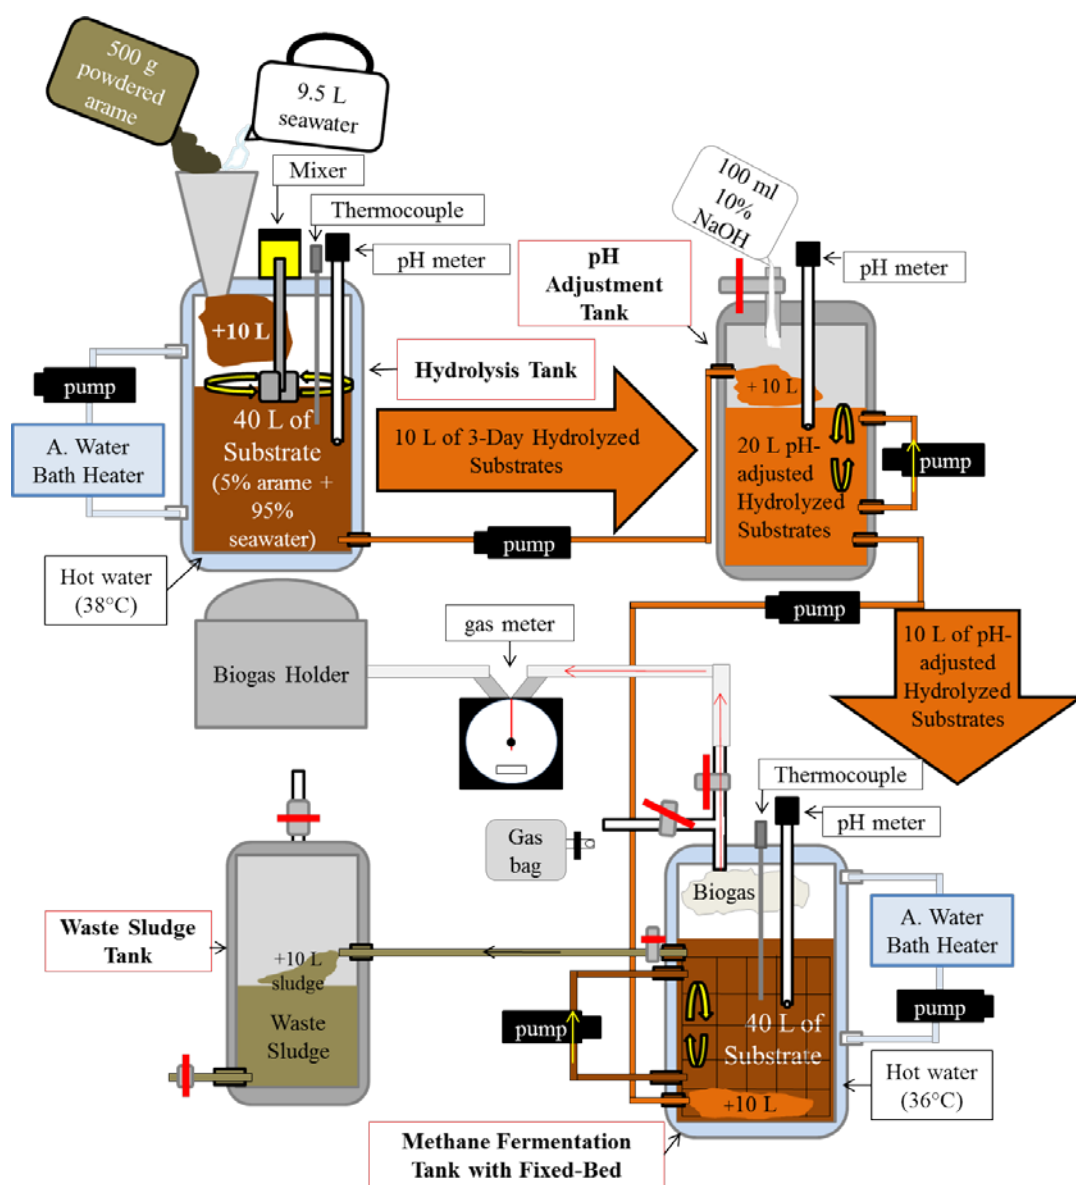 500 g
powdered
arame
9.5 L
seawater
Mixer
Thermocouple
pH meter
+10 L
Hydrolysis Tank
pump
A. Water
Bath Heater
40 L of
Substrate
(5% arame +
95%
seawater)
Hot water
(38°C)
10 L of 3-Day Hydrolyzed
Substrates
pump
100 ml
10%
NaOH
pH
Adjustment
Tank
pH meter
+ 10 L
20 L pH-
adjusted
Hydrolyzed
Substrates
pump
pump
10 L of pH-
adjusted
Hydrolyzed
Substrates
Biogas Holder
gas meter
Gas
bag
Thermocouple
pH meter
Biogas
A. Water
Bath Heater
pump
Hot water
(36°C)
40 L of
Substrate
+10 L
pump
Methane Fermentation
Tank with Fixed-Bed
Waste Sludge
Tank
+10 L
sludge
Waste
Sludge